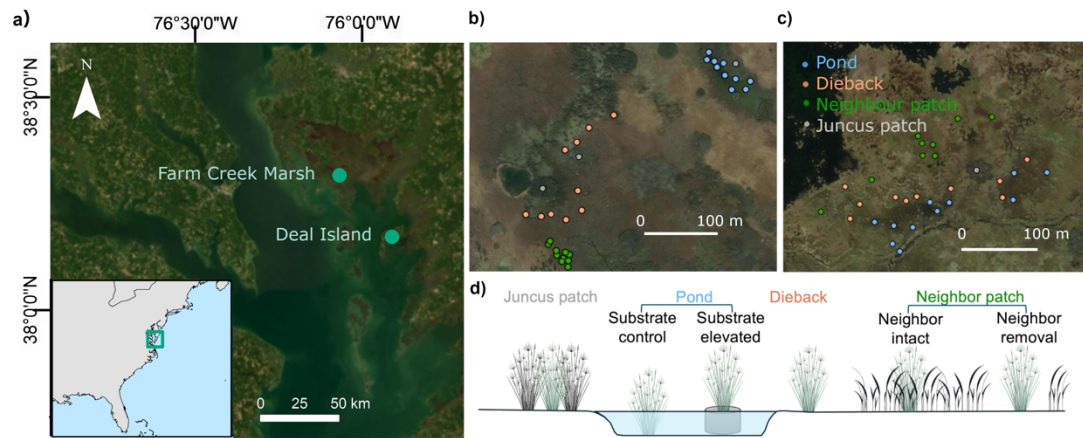 a)
76°30'0"W
76°0'0"W
N
38°30'0"N
38°0'0"N
Farm Creek Marsh
Deal Island
0 25 50 km
b)
0 100 m
c)
Pond
Dieback
Neighbour patch
Juncus patch
0 100 m
d)
Juncus patch
Pond
Dieback
Neighbor patch
Substrate
control
Substrate
elevated
Neighbor
intact
Neighbor
removal